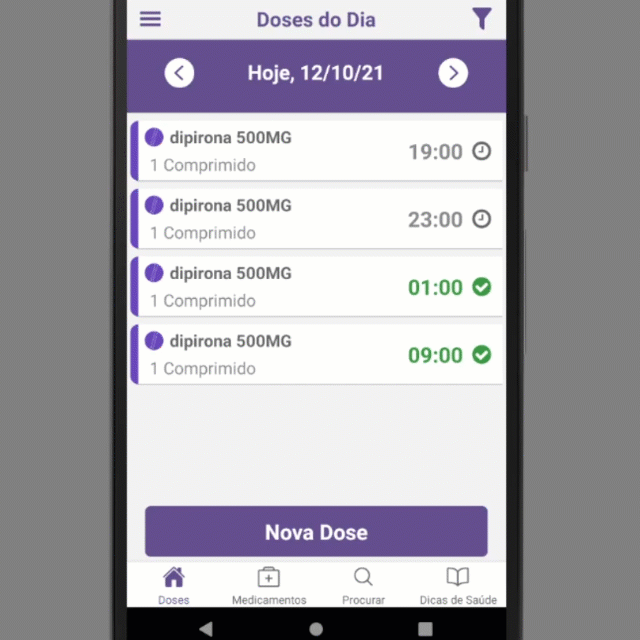 Doses do Dia
Hoje, 12/10/21
dipirona 500MG
1 Comprimido
19:00
dipirona 500MG
1 Comprimido
23:00
dipirona 500MG
1 Comprimido
01:00
dipirona 500MG
1 Comprimido
09:00
Nova Dose
Doses
Medicamentos
Procurar
Dicas de Saúde